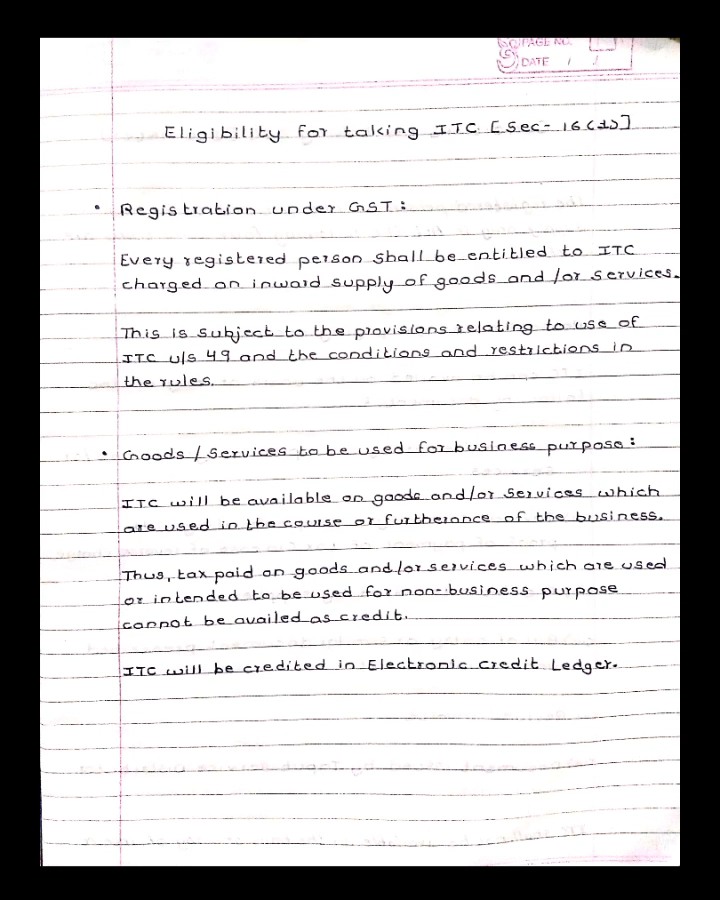 PAGE NO.
DATE / /
Eligibility for taking ITC [Sec- 16(1)]
• Registration under GST:
Every registered person shall be entitled to ITC
charged on inward supply of goods and /or services.
This is subject to the provisions relating to use of
ITC u/s 49 and the conditions and restrictions in
the rules.
• Goods / Services to be used for business purpose:
ITC will be available on goods and/or services which
are used in the course or furtherance of the business.
Thus, tax paid on goods and/or services which are used
or intended to be used for non-business purpose
cannot be availed as credit.
ITC will be credited in Electronic Credit Ledger.